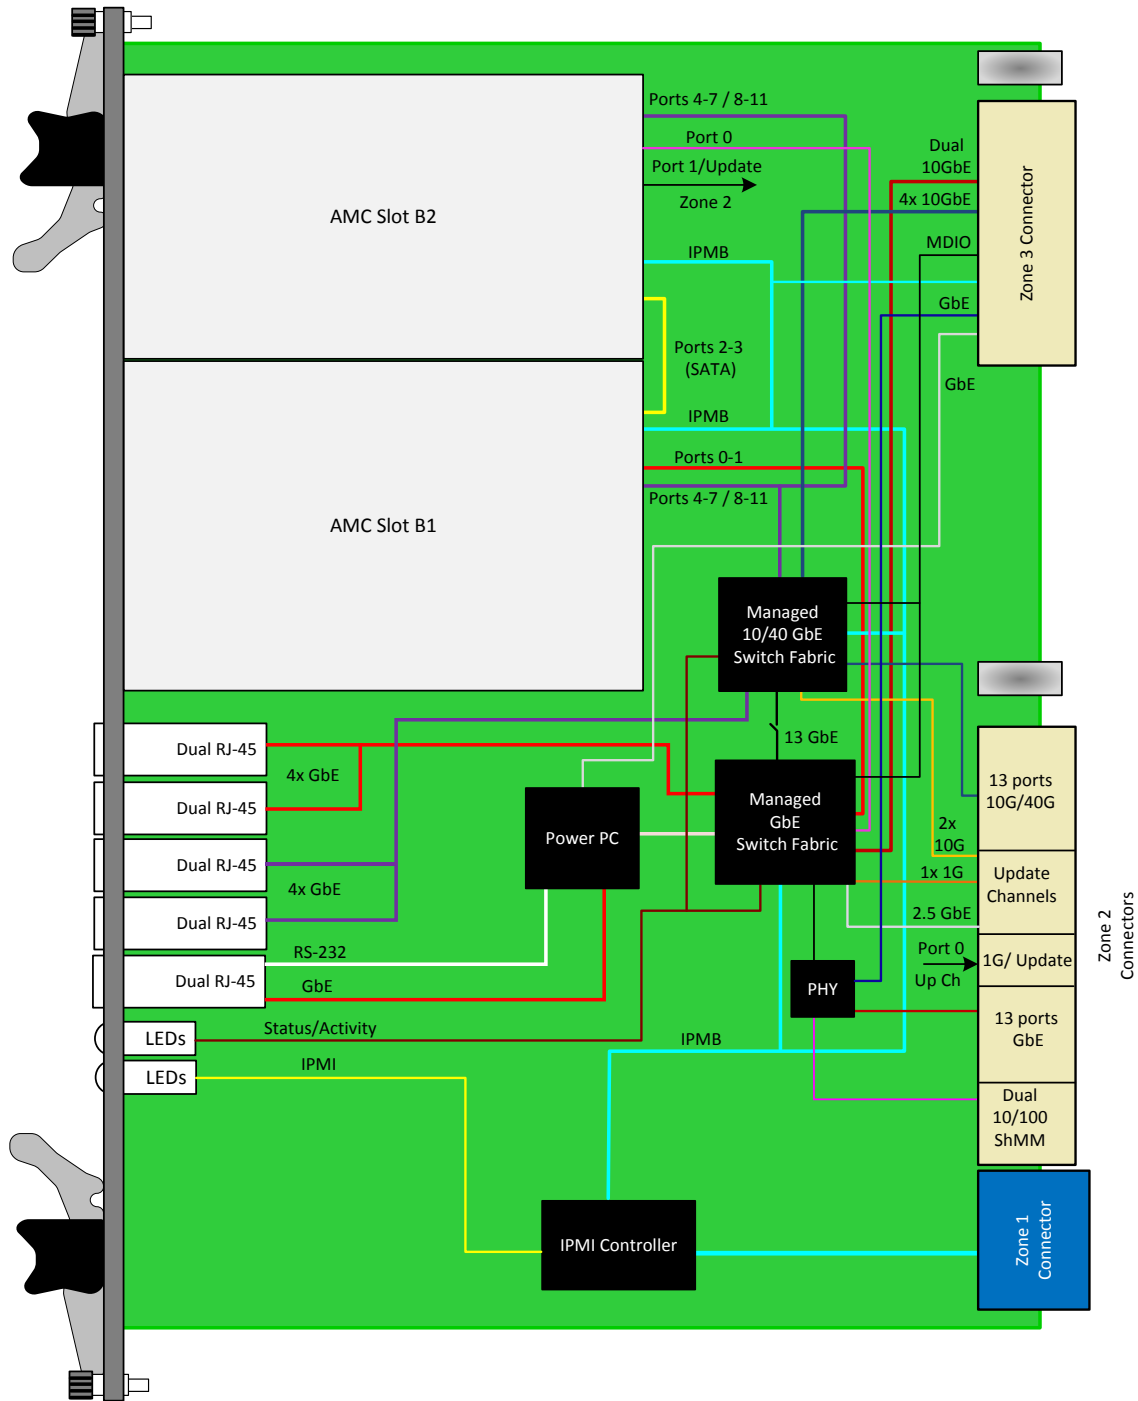 Ports 4-7 / 8-11
Port 0
Port 1/Update
Zone 2
AMC Slot B2
IPMB
Ports 2-3
(SATA)
IPMB
Ports 0-1
Ports 4-7 / 8-11
AMC Slot B1
Dual
10GbE
4x 10GbE
MDIO
GbE
GbE
Zone 3 Connector
Managed
10/40 GbE
Switch Fabric
13 GbE
Managed
GbE
Switch Fabric
Power PC
Dual RJ-45
4x GbE
Dual RJ-45
Dual RJ-45
4x GbE
Dual RJ-45
RS-232
Dual RJ-45
GbE
LEDs
Status/Activity
LEDs
IPMI
IPMB
PHY
2x
10G
1x 1G
2.5 GbE
Port 0
Up Ch
13 ports
10G/40G
Update
Channels
1G/ Update
13 ports
GbE
Dual
10/100
ShMM
Zone 2
Connectors
IPMI Controller
Zone 1
Connector